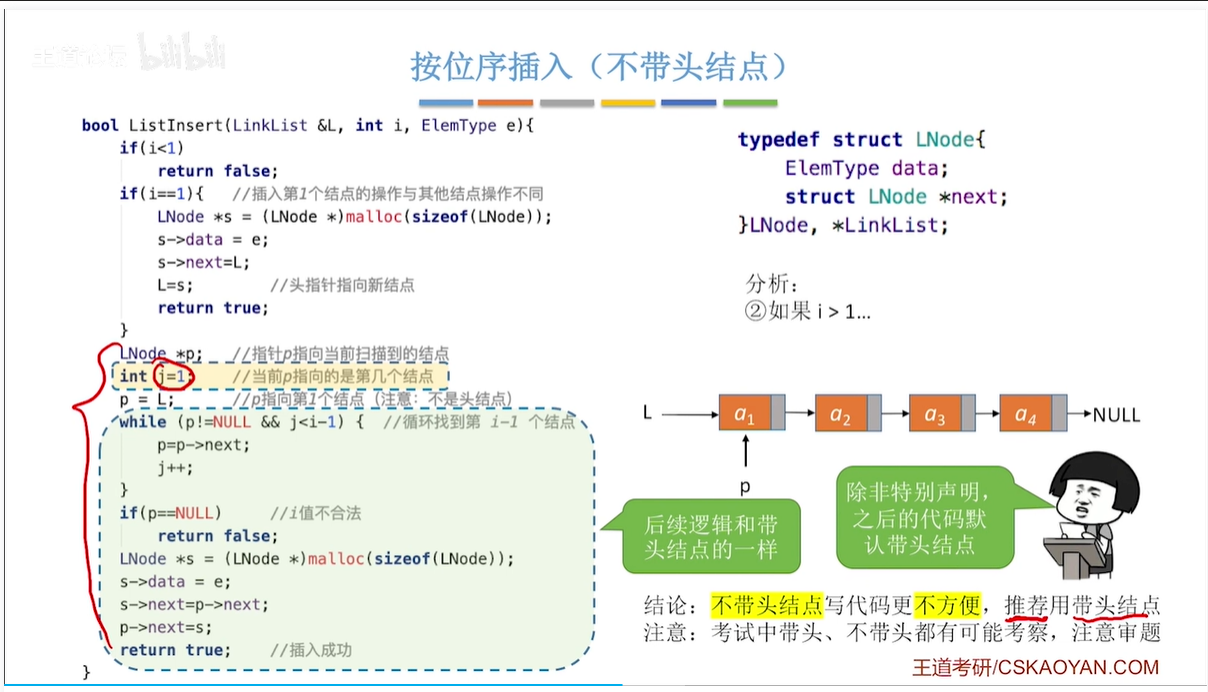 bilibili
按位序插入（不带头结点）
bool ListInsert(LinkList &L, int i, ElemType e){
if(i<1)
return false;
if(i==1){ //插入第1个结点的操作与其他结点操作不同
LNode *s = (LNode *)malloc(sizeof(LNode));
s->data = e;
s->next=L;
L=s; //头指针指向新结点
return true;
}
LNode *p; //指针p指向当前扫描到的结点
int j=1; //当前p指向的是第几个结点
p = L; //p指向第1个结点（注意：不是头结点）
while (p!=NULL && j<i-1) { //循环找到第 i-1 个结点
p=p->next;
j++;
}
if(p==NULL) //i值不合法
return false;
LNode *s = (LNode *)malloc(sizeof(LNode));
s->data = e;
s->next=p->next;
p->next=s;
return true; //插入成功
}
typedef struct LNode{
ElemType data;
struct LNode *next;
}LNode, *LinkList;
分析：
②如果 i > 1…
L a1 a2 a3 a4 NULL
p
后续逻辑和带
头结点的一样
除非特别声明，
之后的代码默
认带头结点
结论：不带头结点写代码更不方便，推荐用带头结点
注意：考试中带头、不带头都有可能考察，注意审题
王道考研/CSKAOYAN.COM